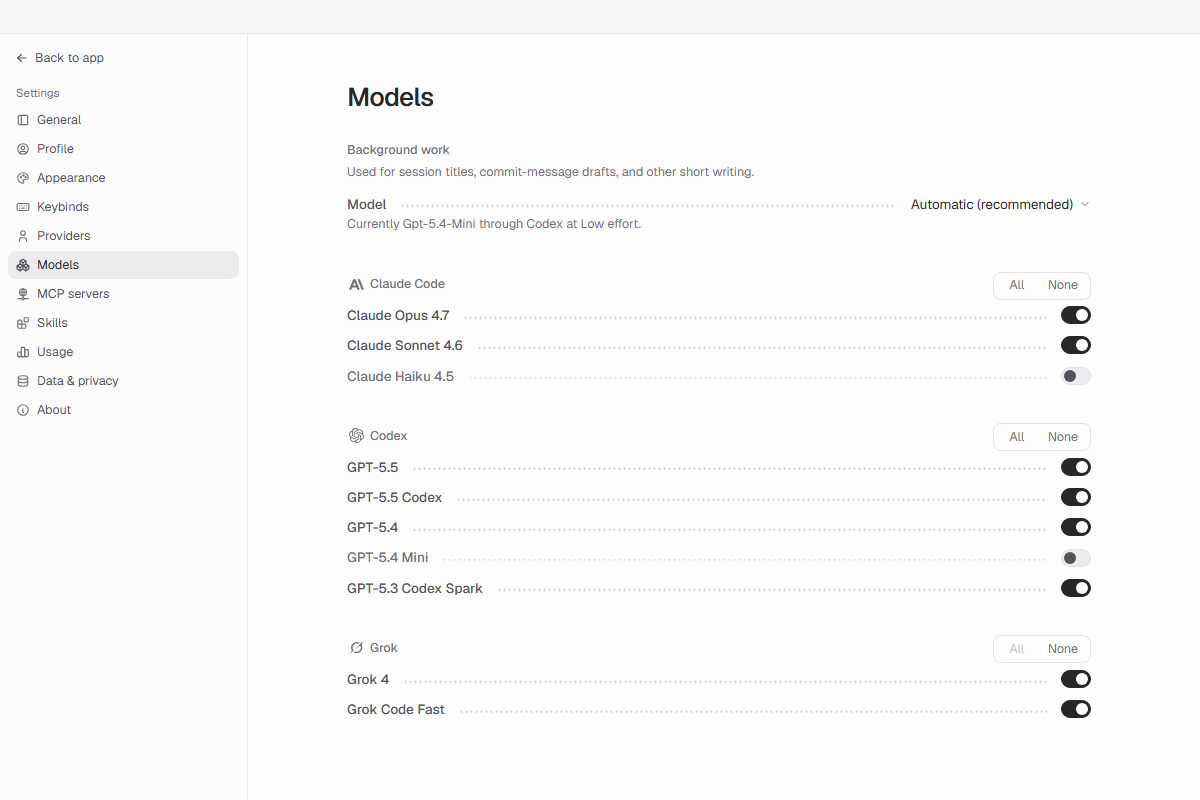 Back to app
Settings
General
Profile
Appearance
Keybinds
Providers
Models
MCP servers
Skills
Usage
Data & privacy
About
Models
Background work
Used for session titles, commit-message drafts, and other short writing.
Model Automatic (recommended)
Currently Gpt-5.4-Mini through Codex at Low effort.
Claude Code All None
Claude Opus 4.7
Claude Sonnet 4.6
Claude Haiku 4.5
Codex All None
GPT-5.5
GPT-5.5 Codex
GPT-5.4
GPT-5.4 Mini
GPT-5.3 Codex Spark
Grok All None
Grok 4
Grok Code Fast